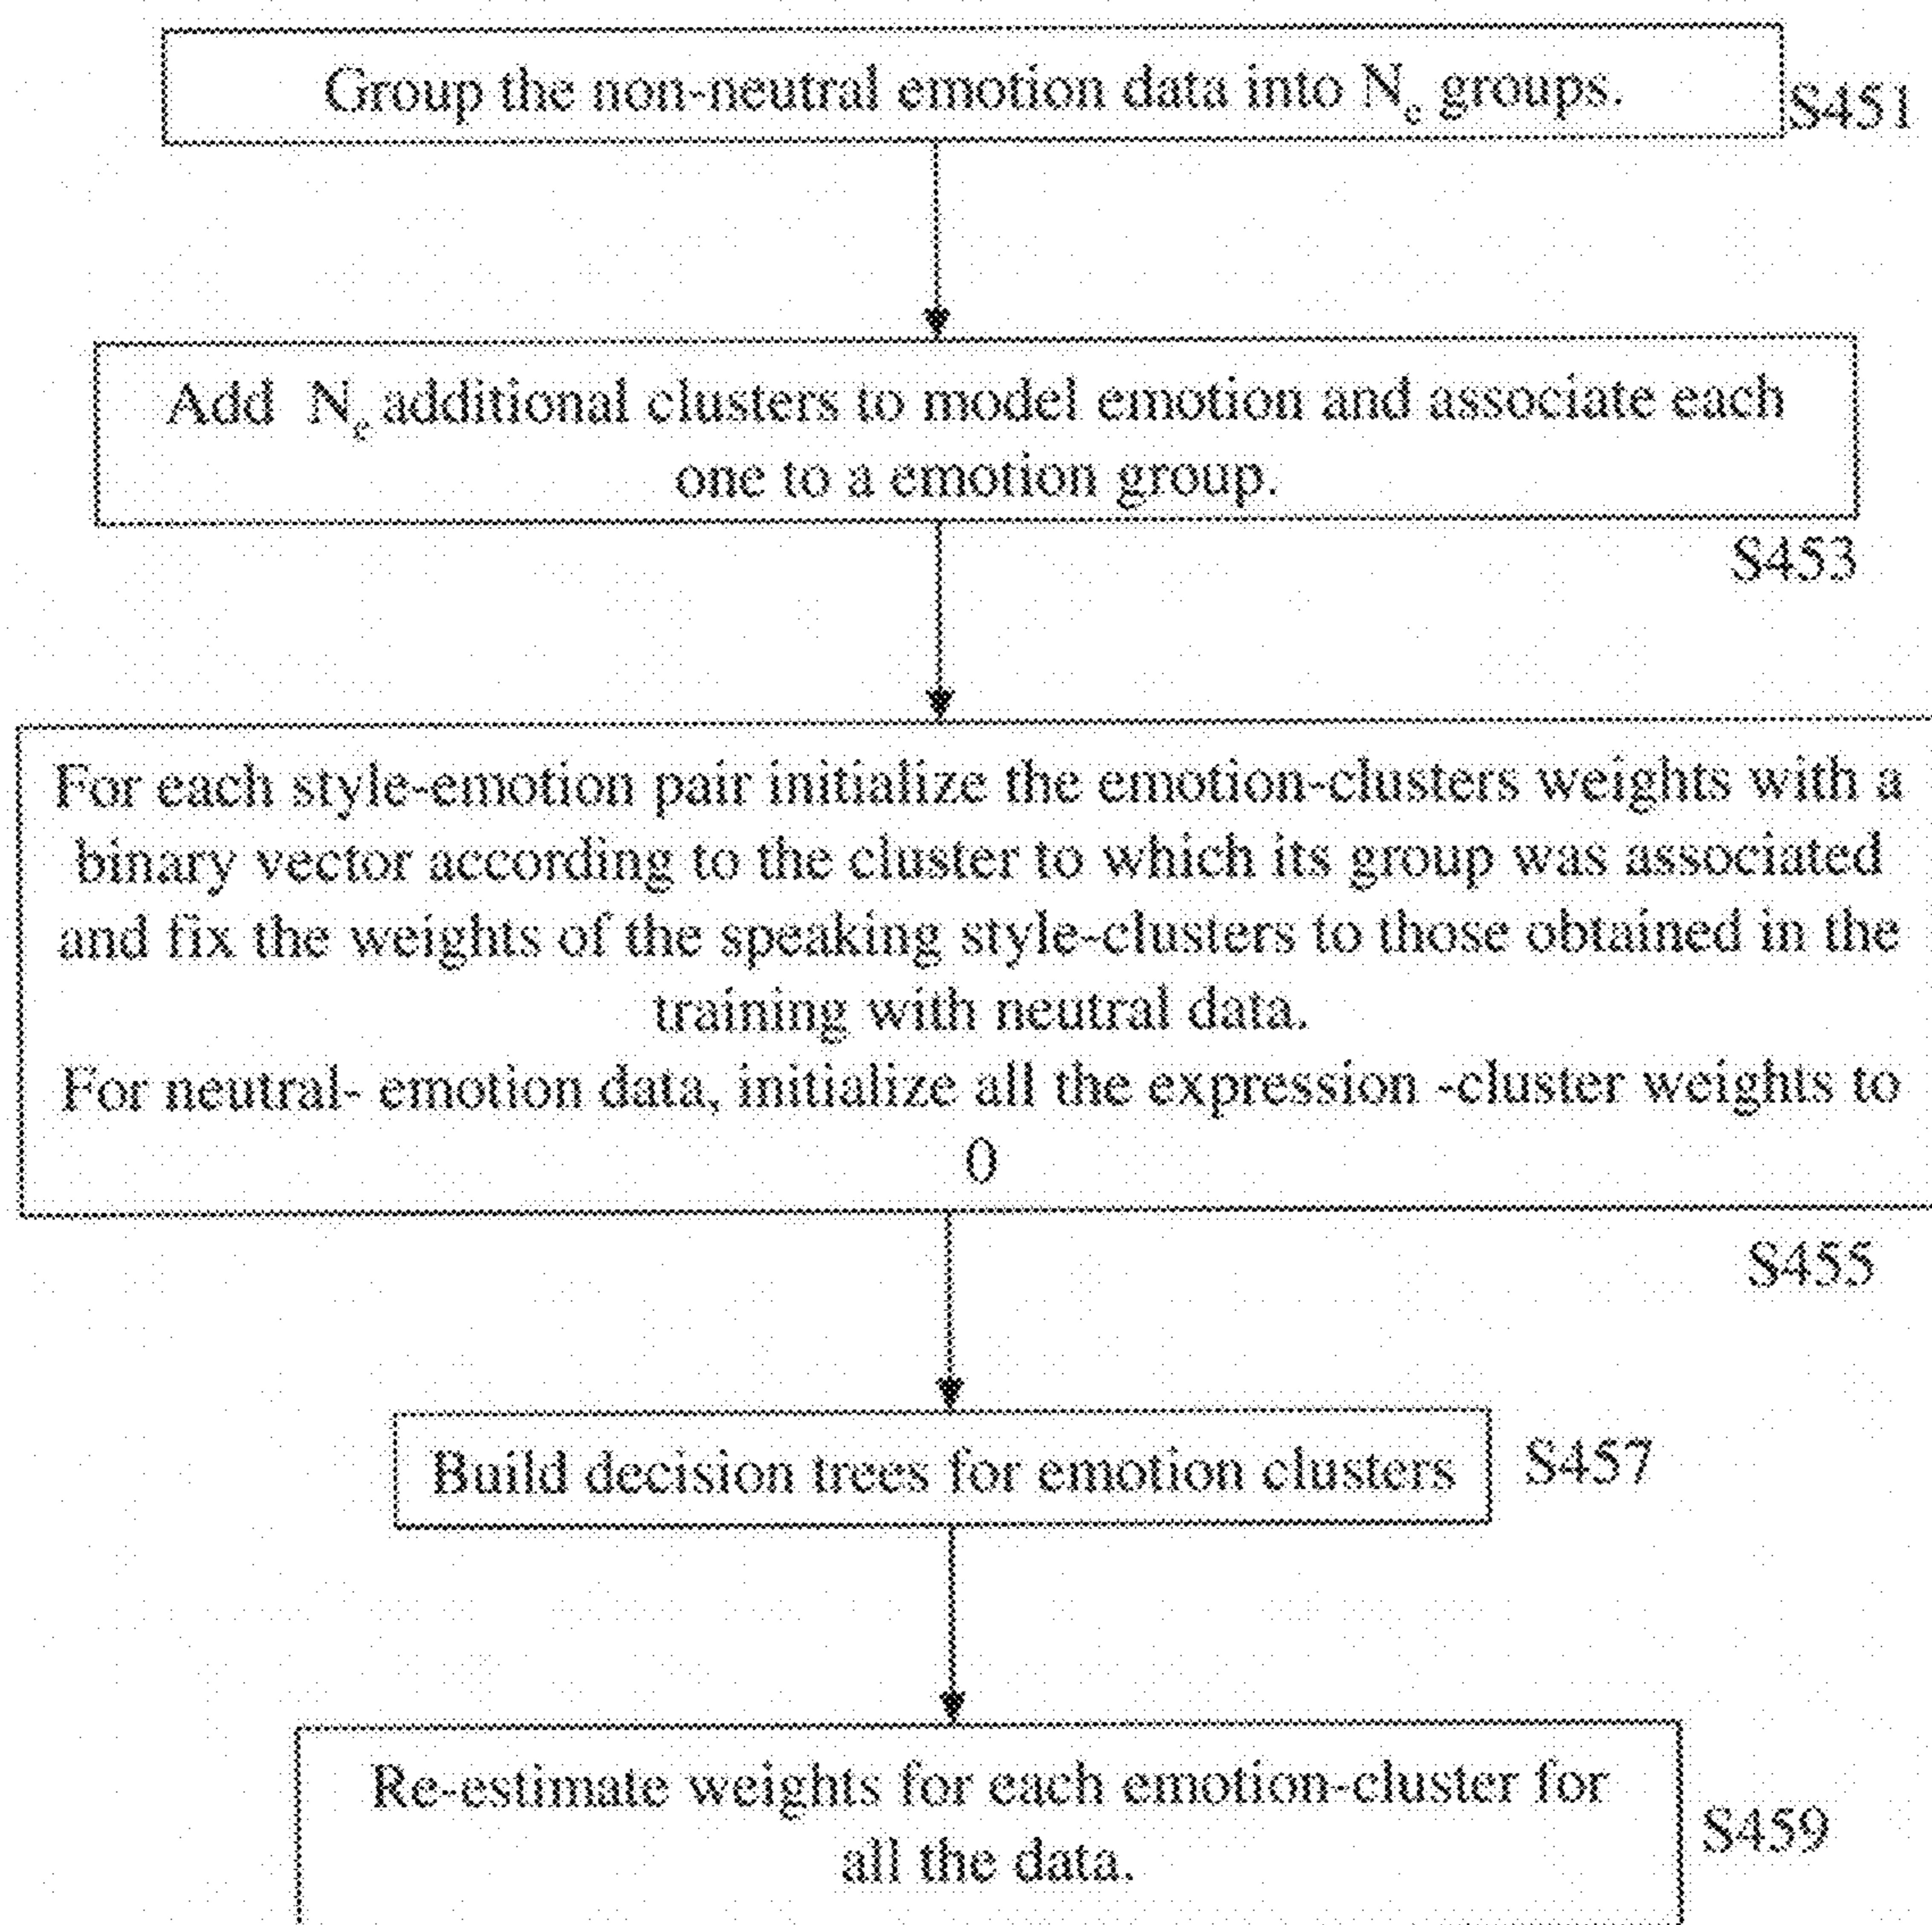 Group the non-neutral emotion data into Ne groups.
S451
Add Ne additional clusters to model emotion and associate each
one to a emotion group.
S453
For each style-emotion pair initialize the emotion-clusters weights with a
binary vector according to the cluster to which its group was associated
and fix the weights of the speaking style-clusters to those obtained in the
training with neutral data.
For neutral- emotion data, initialize all the expression -cluster weights to
0
S455
Build decision trees for emotion clusters
S457
Re-estimate weights for each emotion-cluster for
all the data.
S459